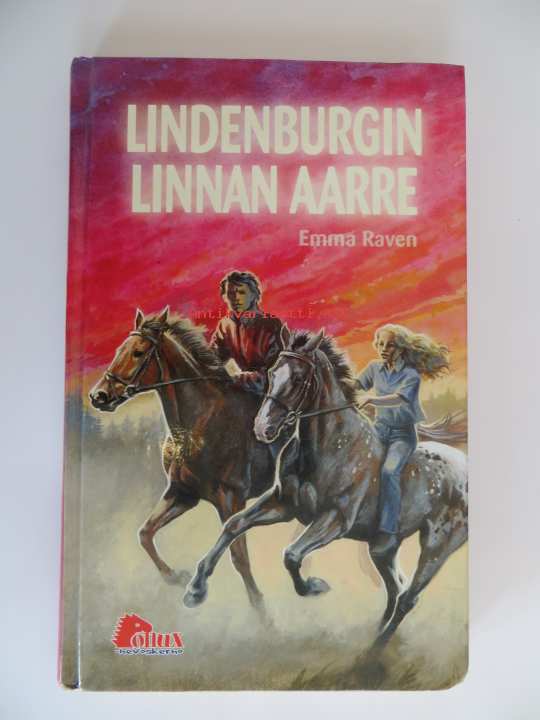 LINDENBURGIN
LINNAN AARRE
Emma Raven
Pollux
hevoskerho